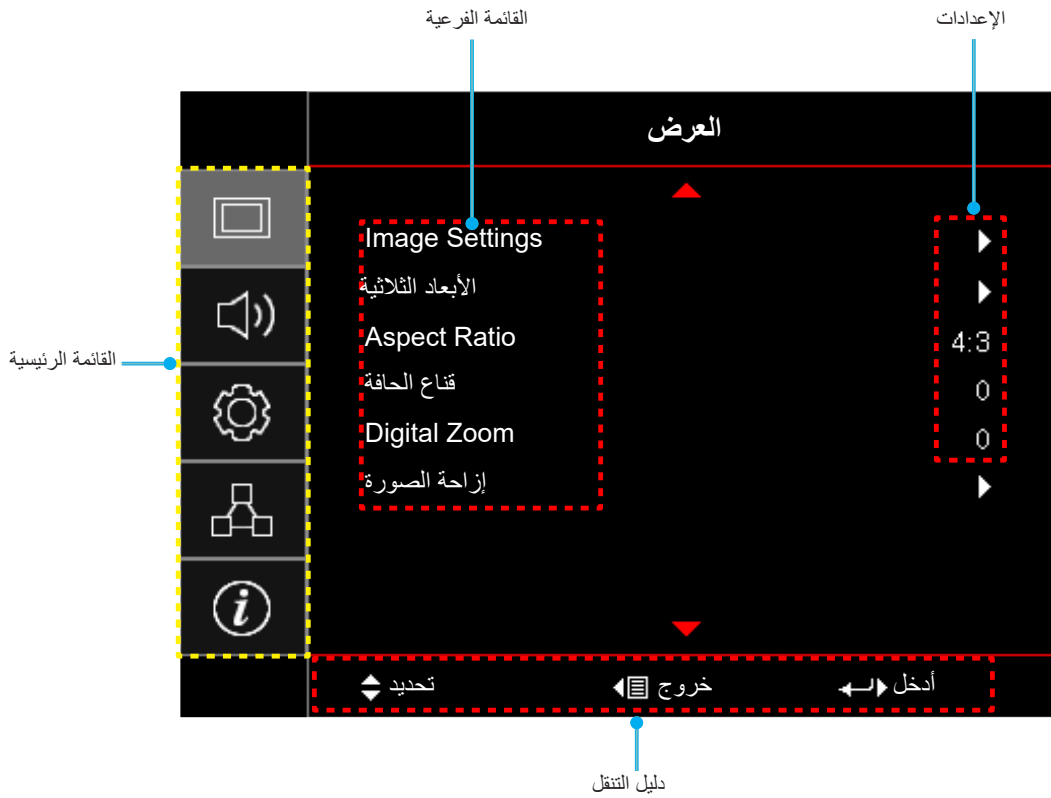 القائمة الفرعية
الإعدادات
العرض
Image Settings
الأبعاد الثلاثية
Aspect Ratio
4:3
القائمة الرئيسية
قناع الحافة
0
Digital Zoom
0
إزاحة الصورة
تحديد
خروج
أدخل
دليل التنقل